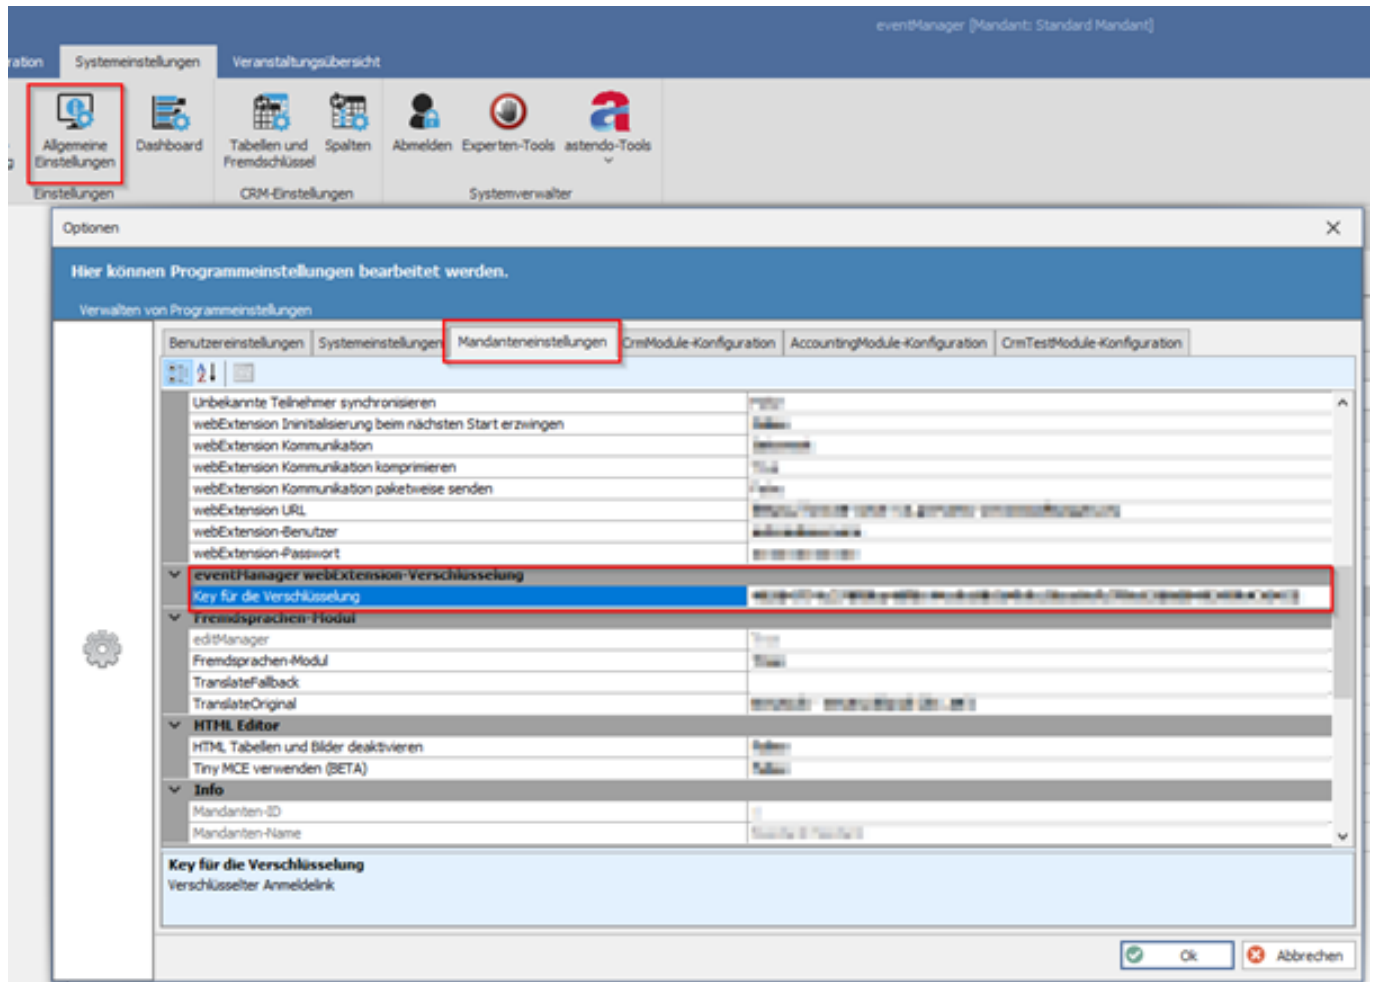 eventManager [Mandant: Standard Mandant]
ration Systemeinstellungen Veranstaltungsübersicht
Allgemeine Einstellungen Dashboard Tabellen und Fremdschlüssel Spalten Abmelden Experten-Tools astendo-Tools
Einstellungen CRM-Einstellungen Systemverwalter
Optionen
Hier können Programmeinstellungen bearbeitet werden.
Verwalten von Programmeinstellungen
Benutzereinstellungen Systemeinstellungen Mandanteneinstellungen CrmModule-Konfiguration AccountingModule-Konfiguration CrmTestModule-Konfiguration
Unbekannte Teilnehmer synchronisieren
webExtension Ininitialisierung beim nächsten Start erzwingen
webExtension Kommunikation
webExtension Kommunikation komprimieren
webExtension Kommunikation paketweise senden
webExtension URL
webExtension-Benutzer
webExtension-Passwort
eventManager webExtension-Verschlüsselung
Key für die Verschlüsselung
Fremdsprachen-Modul
editManager
Fremdsprachen-Modul
TranslateFallback
TranslateOriginal
HTML Editor
HTML Tabellen und Bilder deaktivieren
Tiny MCE verwenden (BETA)
Info
Mandanten-ID
Mandanten-Name
Key für die Verschlüsselung
Verschlüsselter Anmeldelink
Ok Abbrechen